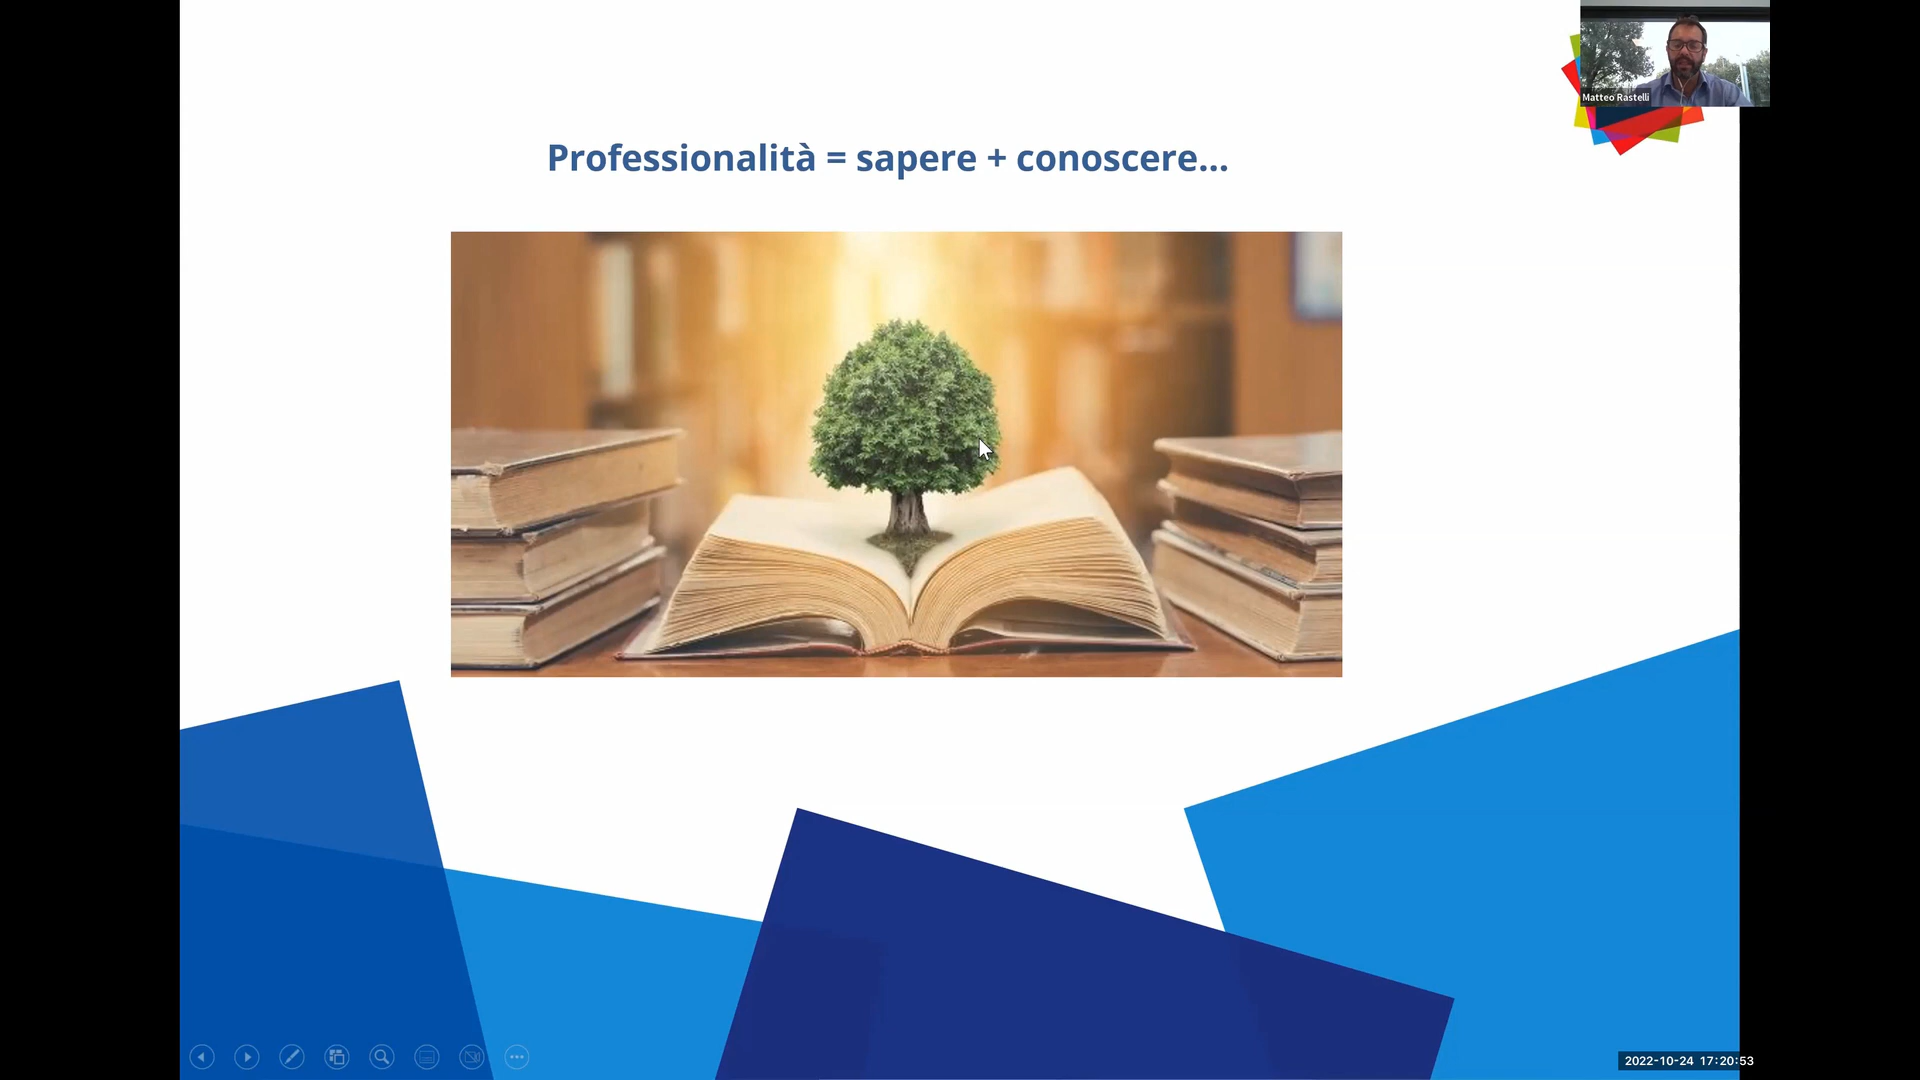 Matteo Rastelli
Professionalità = sapere + conoscere...
2022-10-24 17:20:53